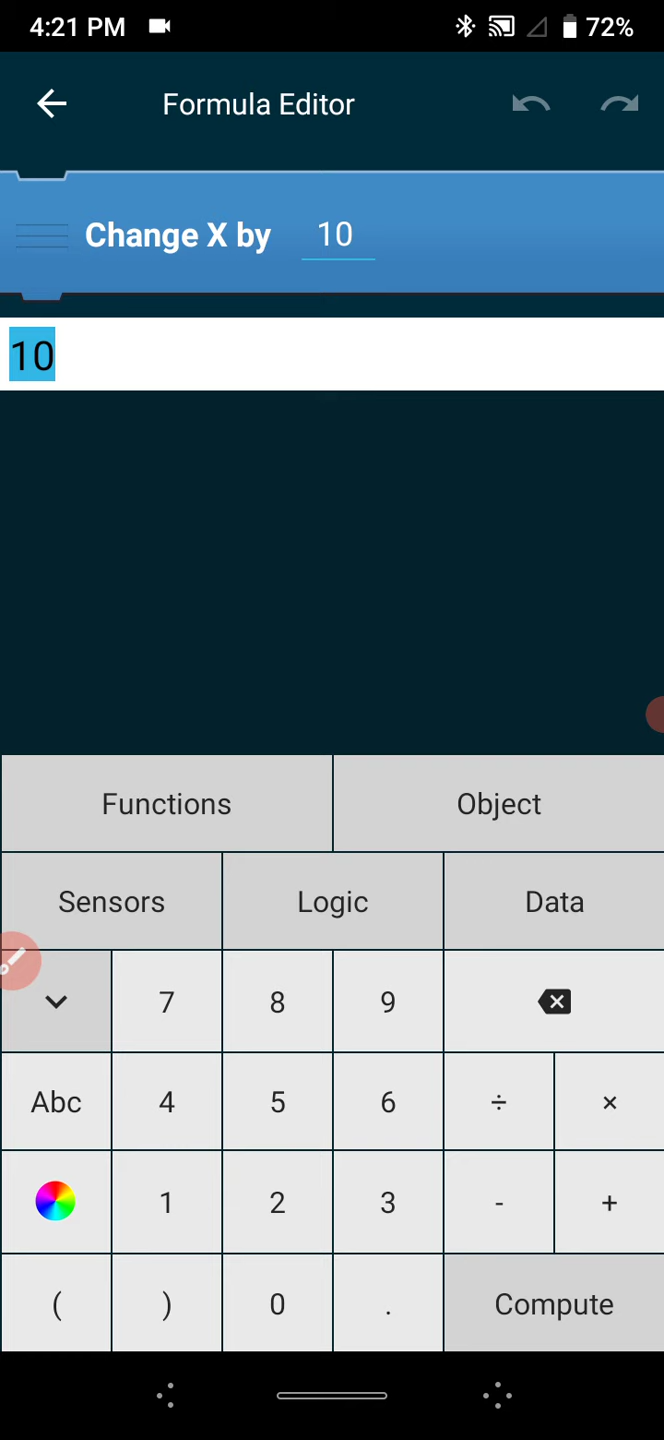 4:21 PM 72%
Formula Editor
Change X by 10
10
Functions Object
Sensors Logic Data
7 8 9
Abc 4 5 6 ÷ ×
1 2 3 - +
( ) 0 . Compute